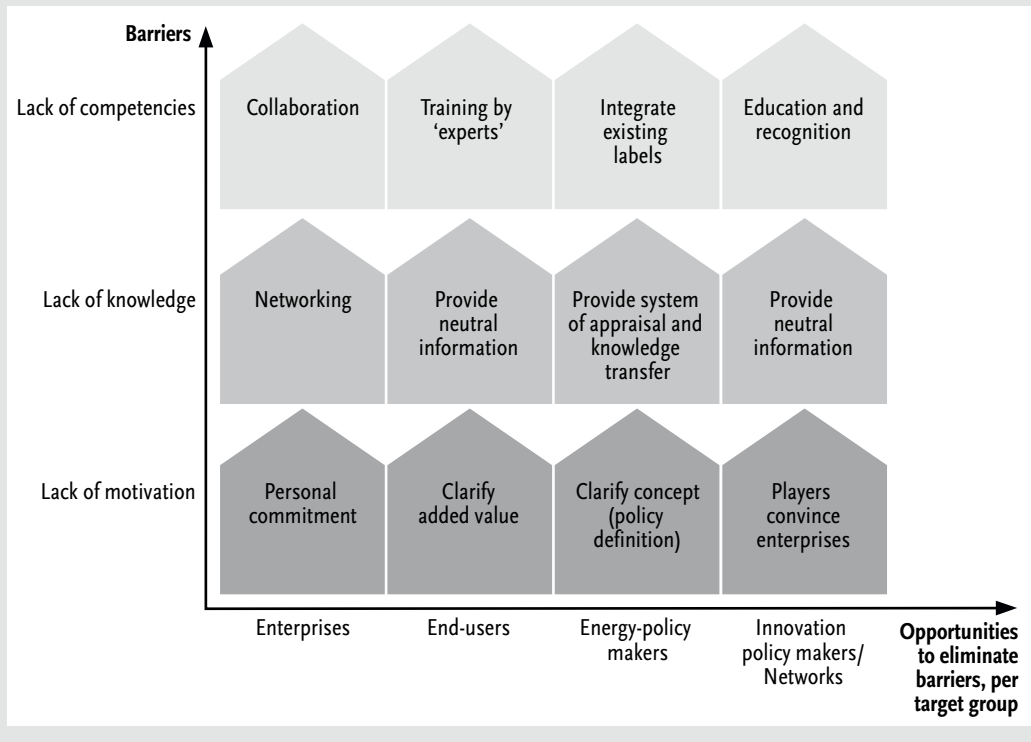 Barriers
Lack of competencies
Collaboration
Training by
‘experts’
Integrate
existing
labels
Education and
recognition
Lack of knowledge
Networking
Provide
neutral
information
Provide system
of appraisal and
knowledge
transfer
Provide
neutral
information
Lack of motivation
Personal
commitment
Clarify
added value
Clarify concept
(policy
definition)
Players
convince
enterprises
Enterprises
End-users
Energy-policy
makers
Innovation
policy makers/
Networks
Opportunities
to eliminate
barriers, per
target group